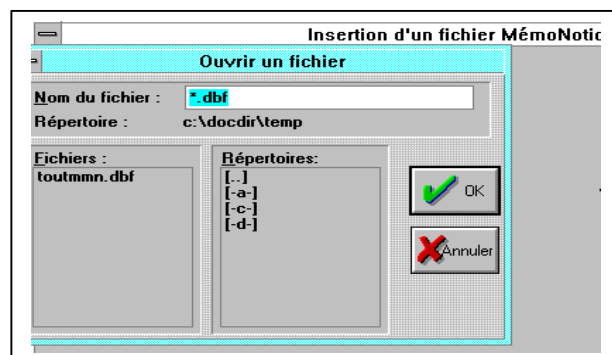 Insertion d'un fichier MémoNotic
Ouvrir un fichier
Nom du fichier : *.dbf
Répertoire : c:\docdir\temp
Fichiers :
toutmmn.dbf
Répertoires:
[..]
[-a-]
[-c-]
[-d-]
OK
Annuler